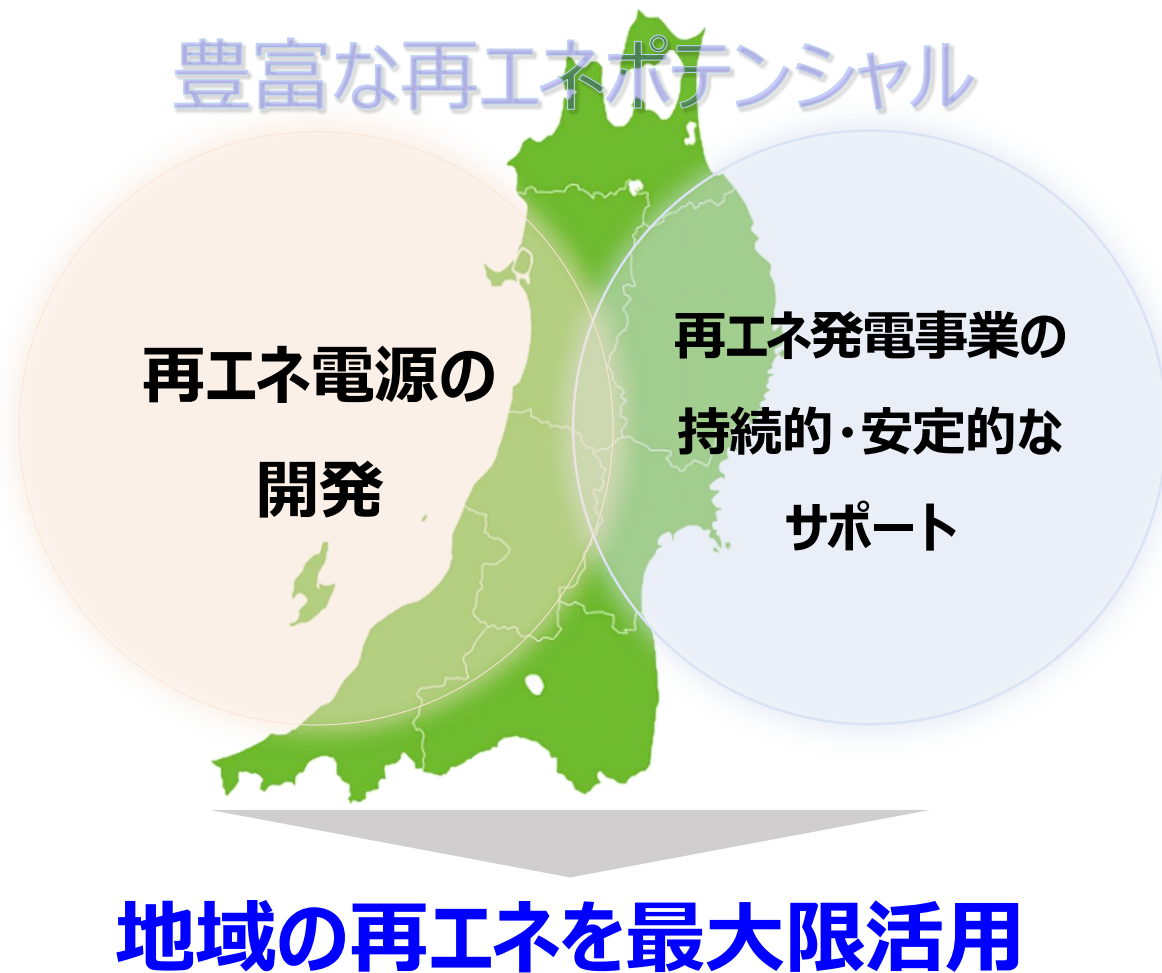 豊富な再エネポテンシャル
再エネ電源の
開発
再エネ発電事業の
持続的・安定的な
サポート
地域の再エネを最大限活用